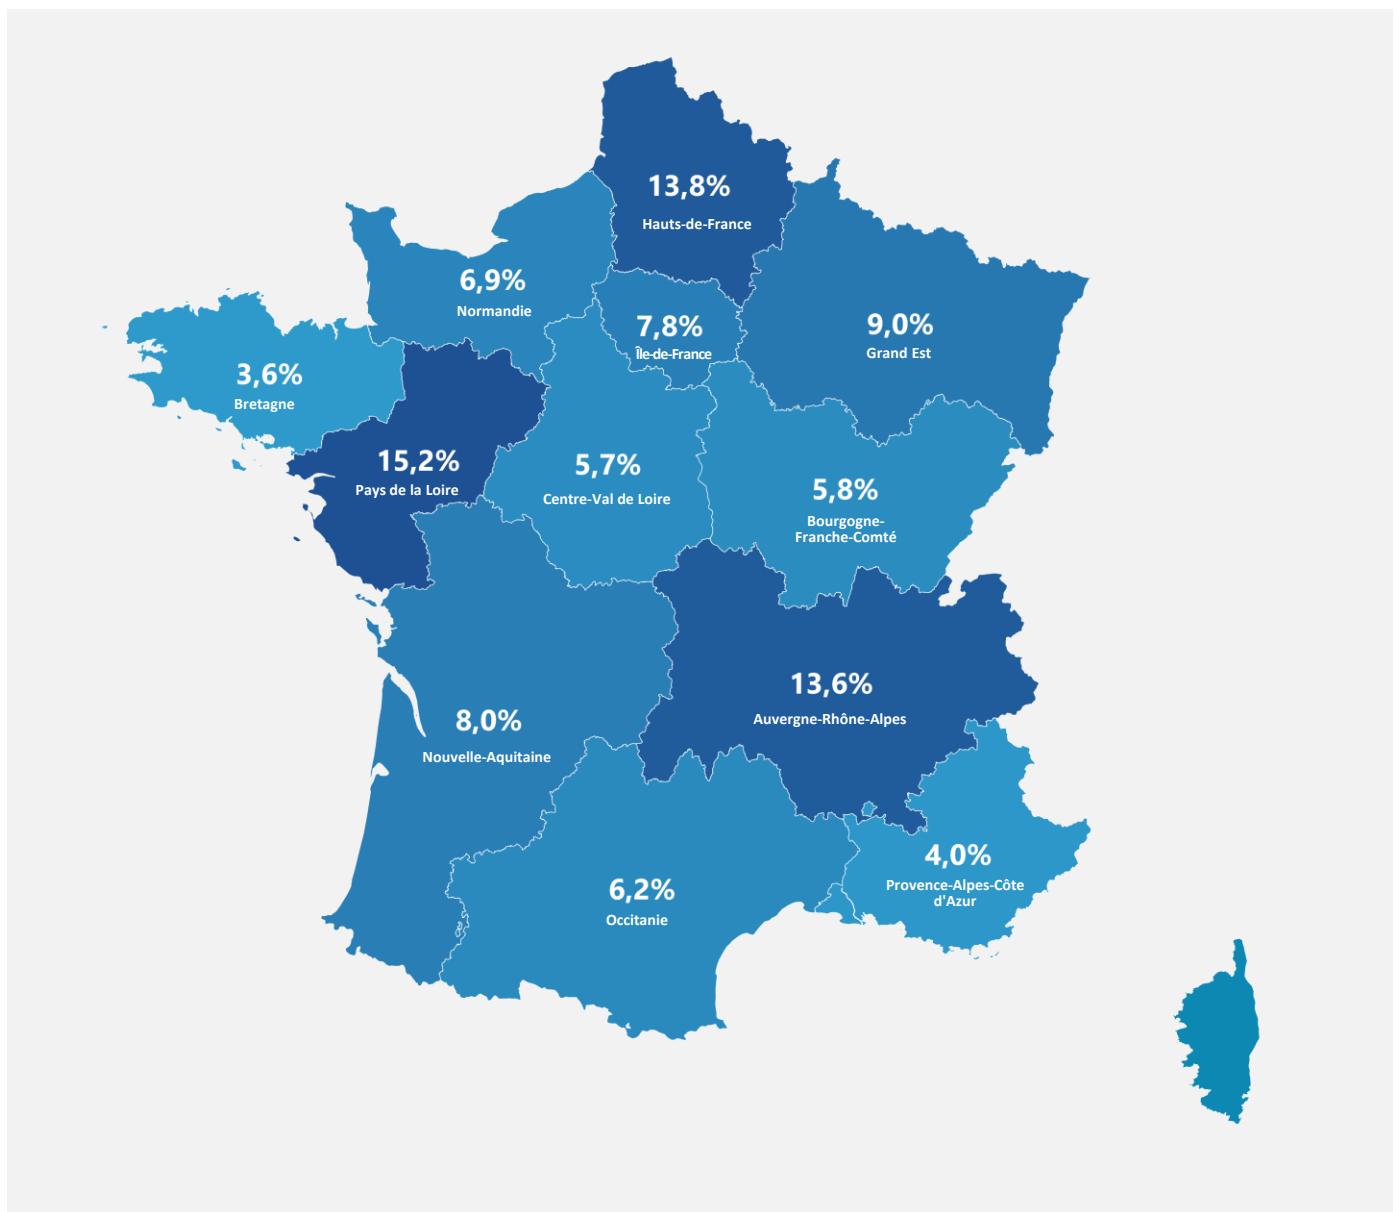 13,8%
Hauts-de-France
6,9%
Normandie
7,8%
Île-de-France
9,0%
Grand Est
3,6%
Bretagne
15,2%
Pays de la Loire
5,7%
Centre-Val de Loire
5,8%
Bourgogne-
Franche-Comté
13,6%
Auvergne-Rhône-Alpes
8,0%
Nouvelle-Aquitaine
4,0%
Provence-Alpes-Côte
d'Azur
6,2%
Occitanie